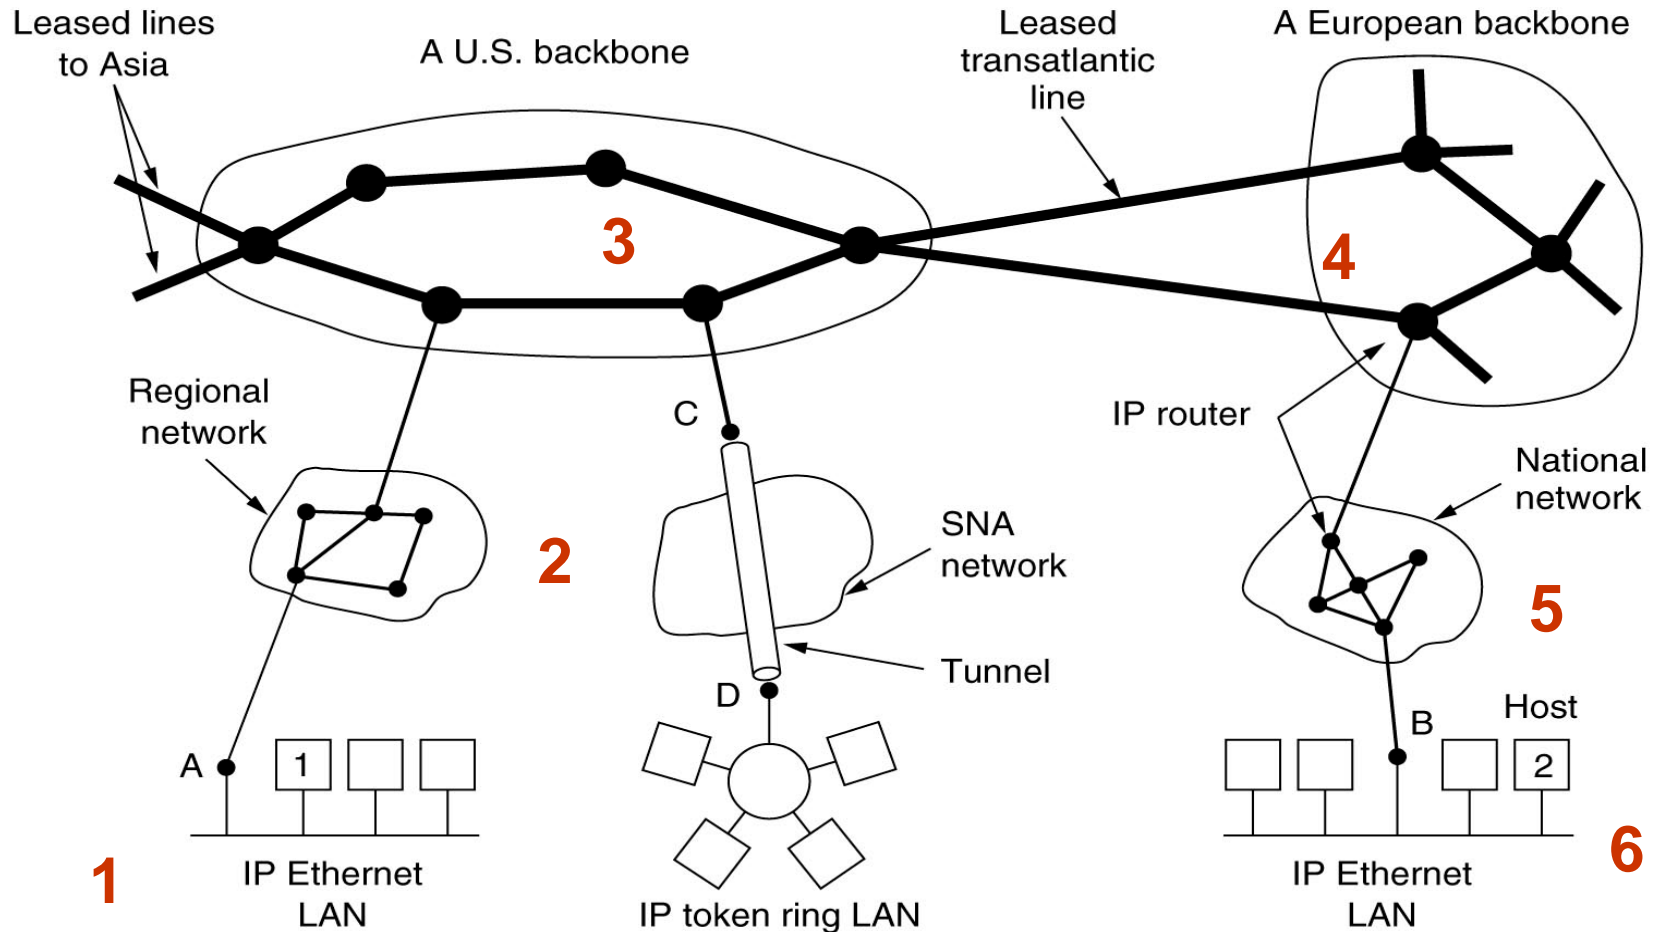 Leased lines
to Asia
A U.S. backbone
Leased
transatlantic
line
A European backbone
3
4
Regional
network
C
IP router
National
network
SNA
network
2
5
Tunnel
D
B
Host
A
1
2
1
IP Ethernet
LAN
IP token ring LAN
IP Ethernet
LAN
6